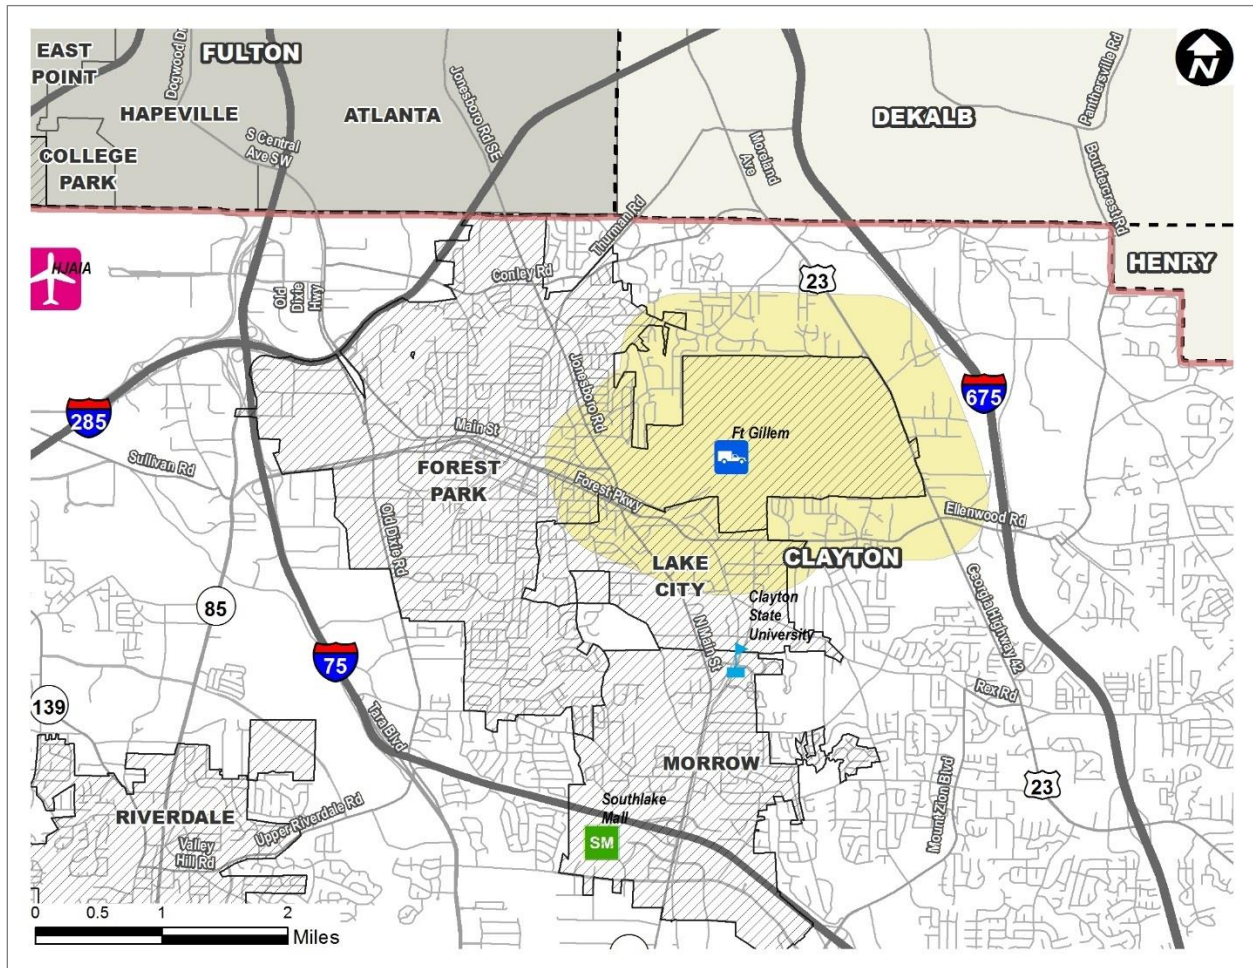 EAST
POINT
FULTON
Dogwood Dr
HAPEVILLE
ATLANTA
Jonesboro Rd SE
S Central
Ave SW
COLLEGE
PARK
DEKALB
Moreland
Ave
Panthersville Rd
Bouldercrest Rd
N
HENRY
HJAIA
Old
Dixie
Hwy
Conley Rd
Thurman Rd
23
285
675
Sullivan Rd
Main St
Jonesboro Rd
Ft Gillem
FOREST
PARK
Forest Pkwy
Old Dixie Rd
Ellenwood Rd
LAKE
CITY
CLAYTON
Clayton
State
University
N Main St
Georgia Highway 42
85
75
139
Tara Blvd
Rex Rd
MORROW
23
Mount Zion Blvd
Southlake
Mall
SM
RIVERDALE
Upper Riverdale Rd
Valley
Hill Rd
0 0.5 1 2
Miles